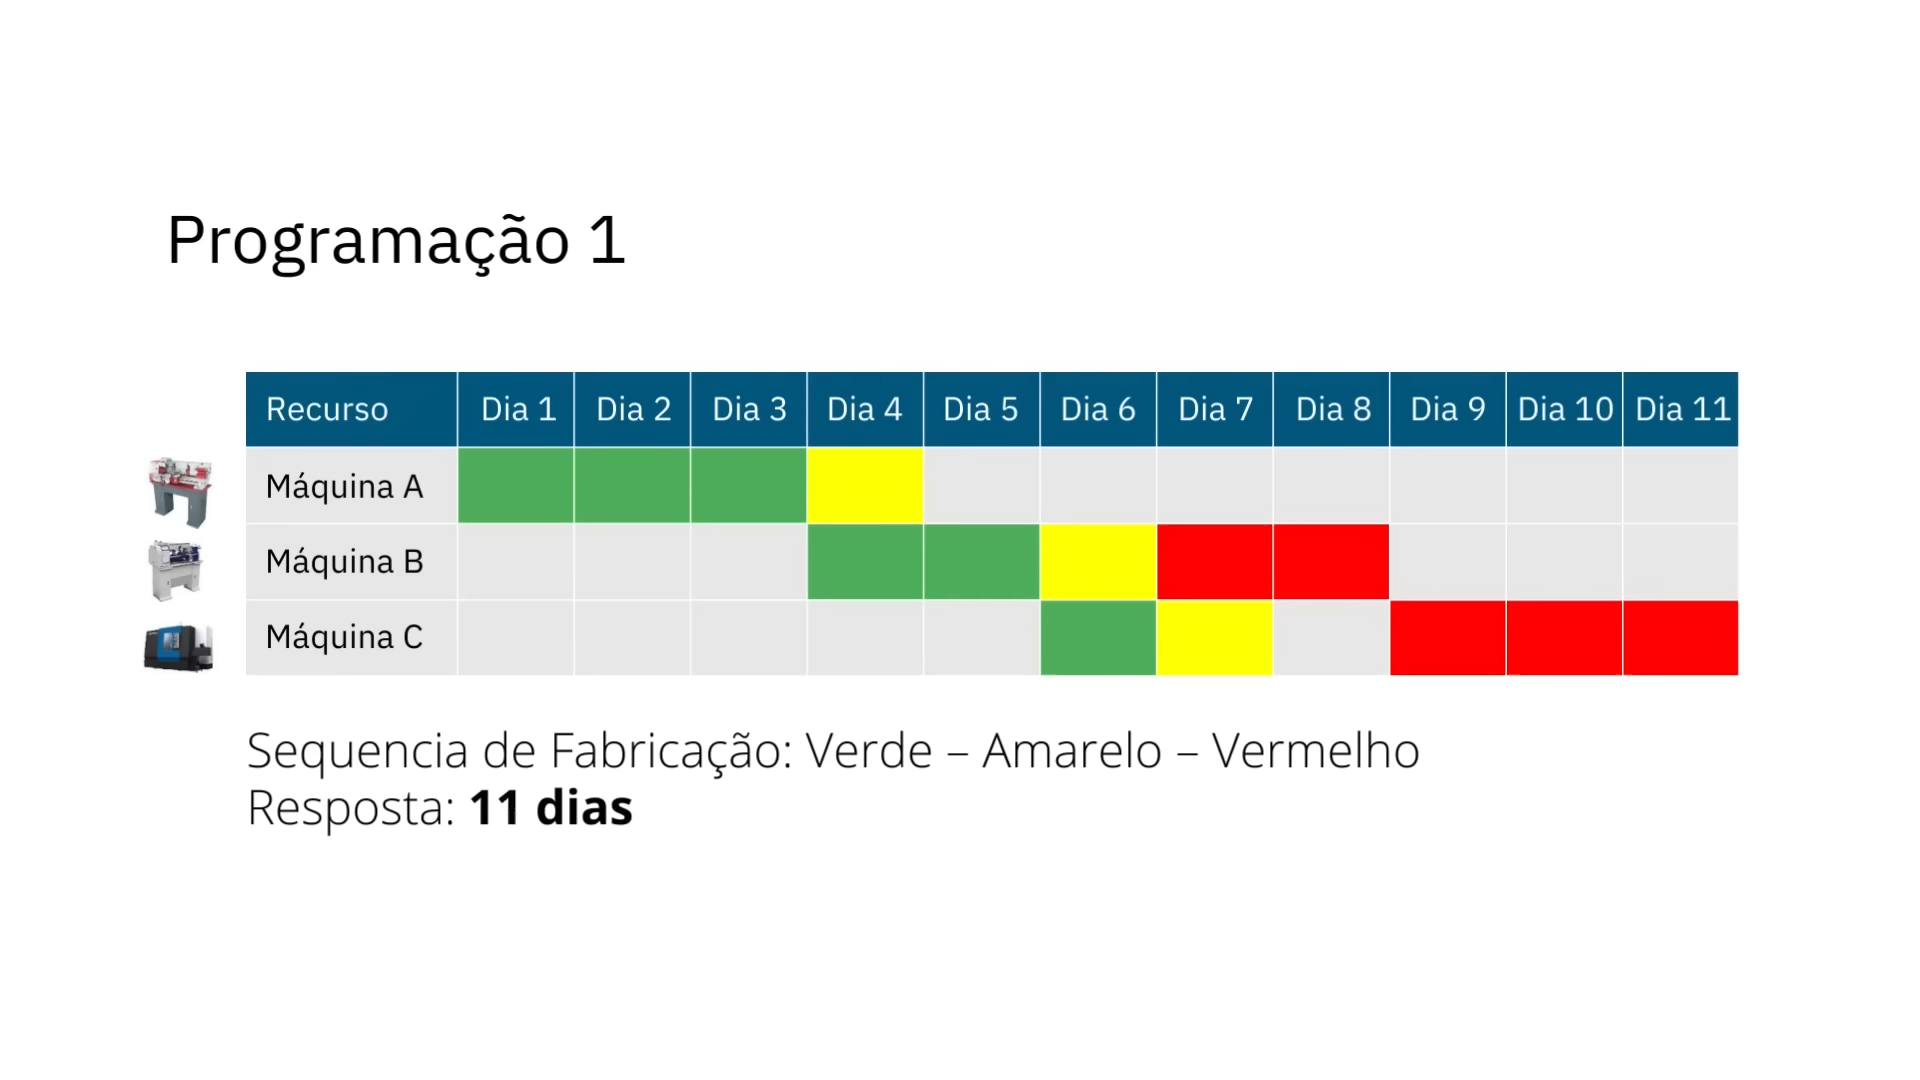 Programação 1
Recurso Dia 1 Dia 2 Dia 3 Dia 4 Dia 5 Dia 6 Dia 7 Dia 8 Dia 9 Dia 10 Dia 11
Máquina A
Máquina B
Máquina C
Sequencia de Fabricação: Verde – Amarelo – Vermelho
Resposta: 11 dias